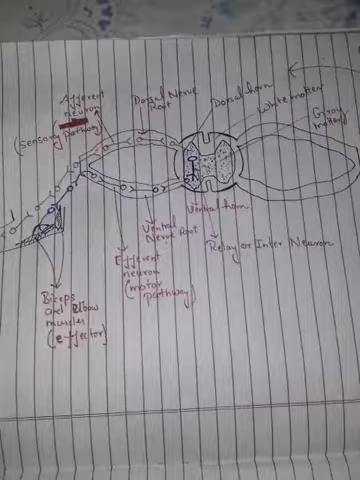 Afferent
neuron
(sensory pathway)
Dorsal Nerve
Root
Dorsal horn
White matter
Gray
matter
Ventral horn
Ventral
Nerve Root
Relay or Inter Neuron
Efferent
neuron
(motor
pathway)
Biceps
and Elbow
muscles
(effector)